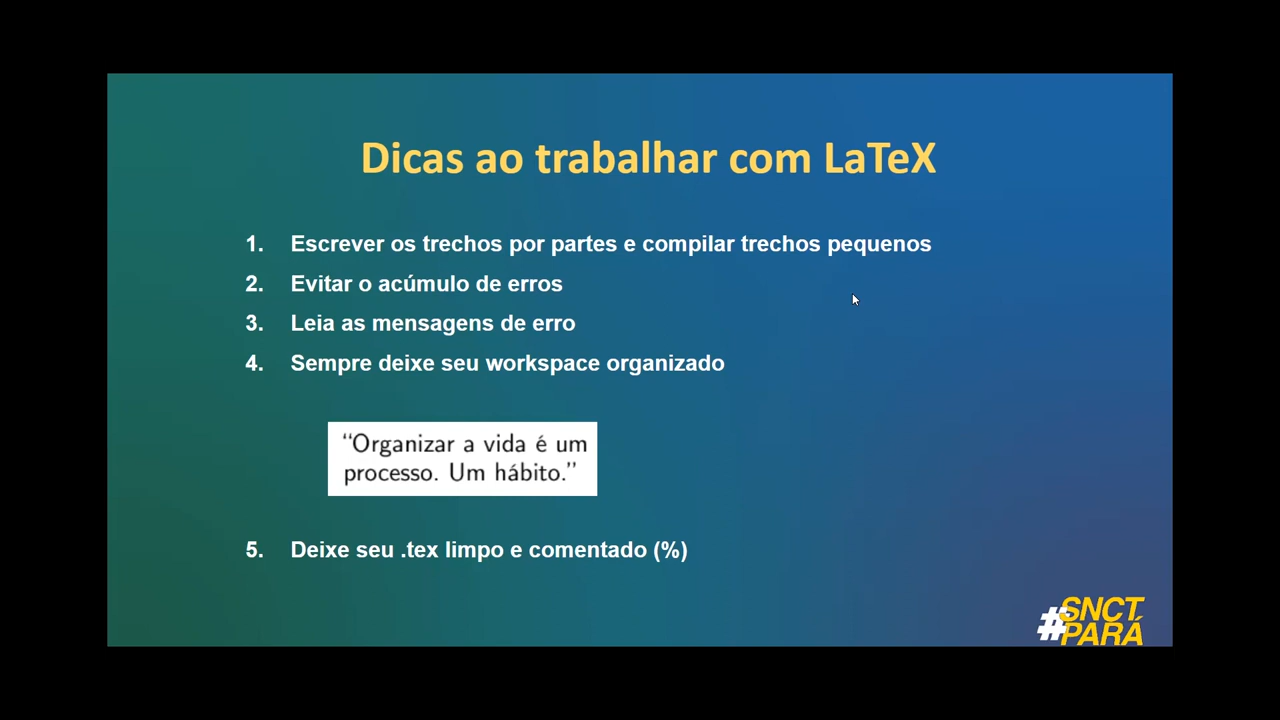 Dicas ao trabalhar com LaTeX
1. Escrever os trechos por partes e compilar trechos pequenos
2. Evitar o acúmulo de erros
3. Leia as mensagens de erro
4. Sempre deixe seu workspace organizado
“Organizar a vida é um
processo. Um hábito.”
5. Deixe seu .tex limpo e comentado (%)
#SNCT
PARÁ